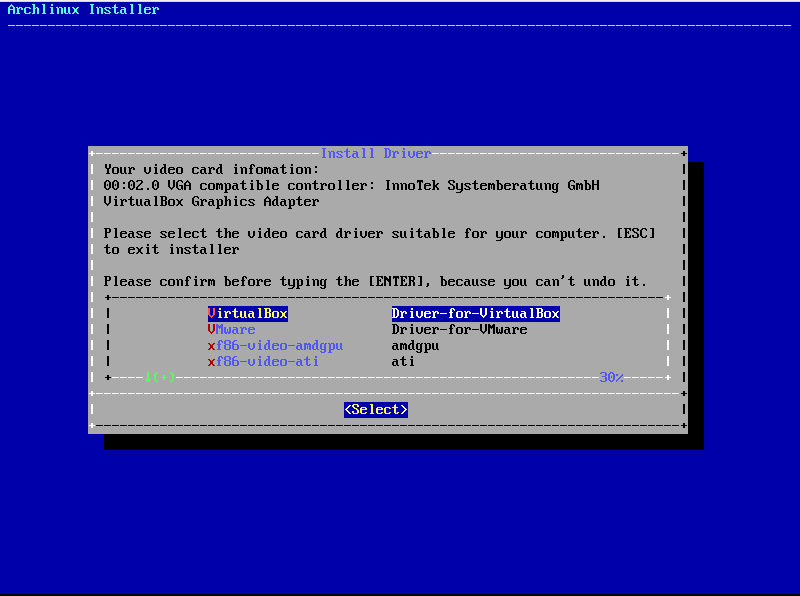 Archlinux Installer
Install Driver
Your video card infomation:
00:02.0 VGA compatible controller: InnoTek Systemberatung GmbH
VirtualBox Graphics Adapter
Please select the video card driver suitable for your computer. [ESC]
to exit installer
Please confirm before typing the [ENTER], because you can't undo it.
VirtualBox Driver-for-VirtualBox
VMware Driver-for-VMware
xf86-video-amdgpu amdgpu
xf86-video-ati ati
↓(+) 30%
<Select>